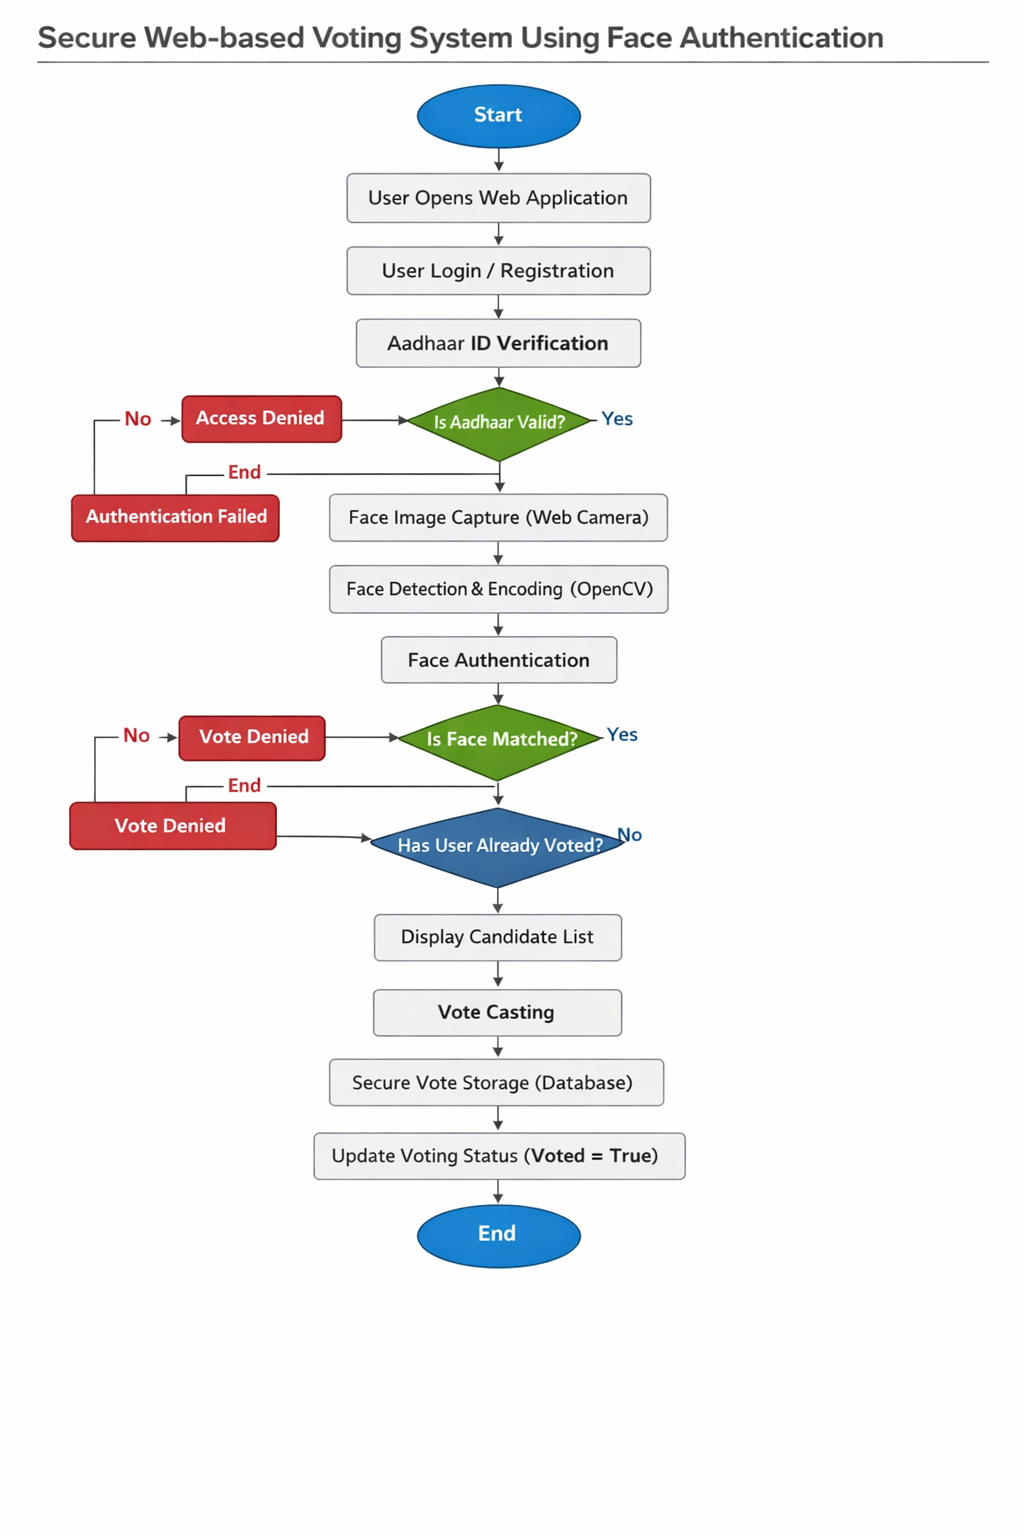 Secure Web-based Voting System Using Face Authentication
Start
User Opens Web Application
User Login / Registration
Aadhaar ID Verification
No
Access Denied
Is Aadhaar Valid?
Yes
End
Authentication Failed
Face Image Capture (Web Camera)
Face Detection & Encoding (OpenCV)
Face Authentication
No
Vote Denied
Is Face Matched?
Yes
End
Vote Denied
Has User Already Voted?
No
Display Candidate List
Vote Casting
Secure Vote Storage (Database)
Update Voting Status (Voted = True)
End